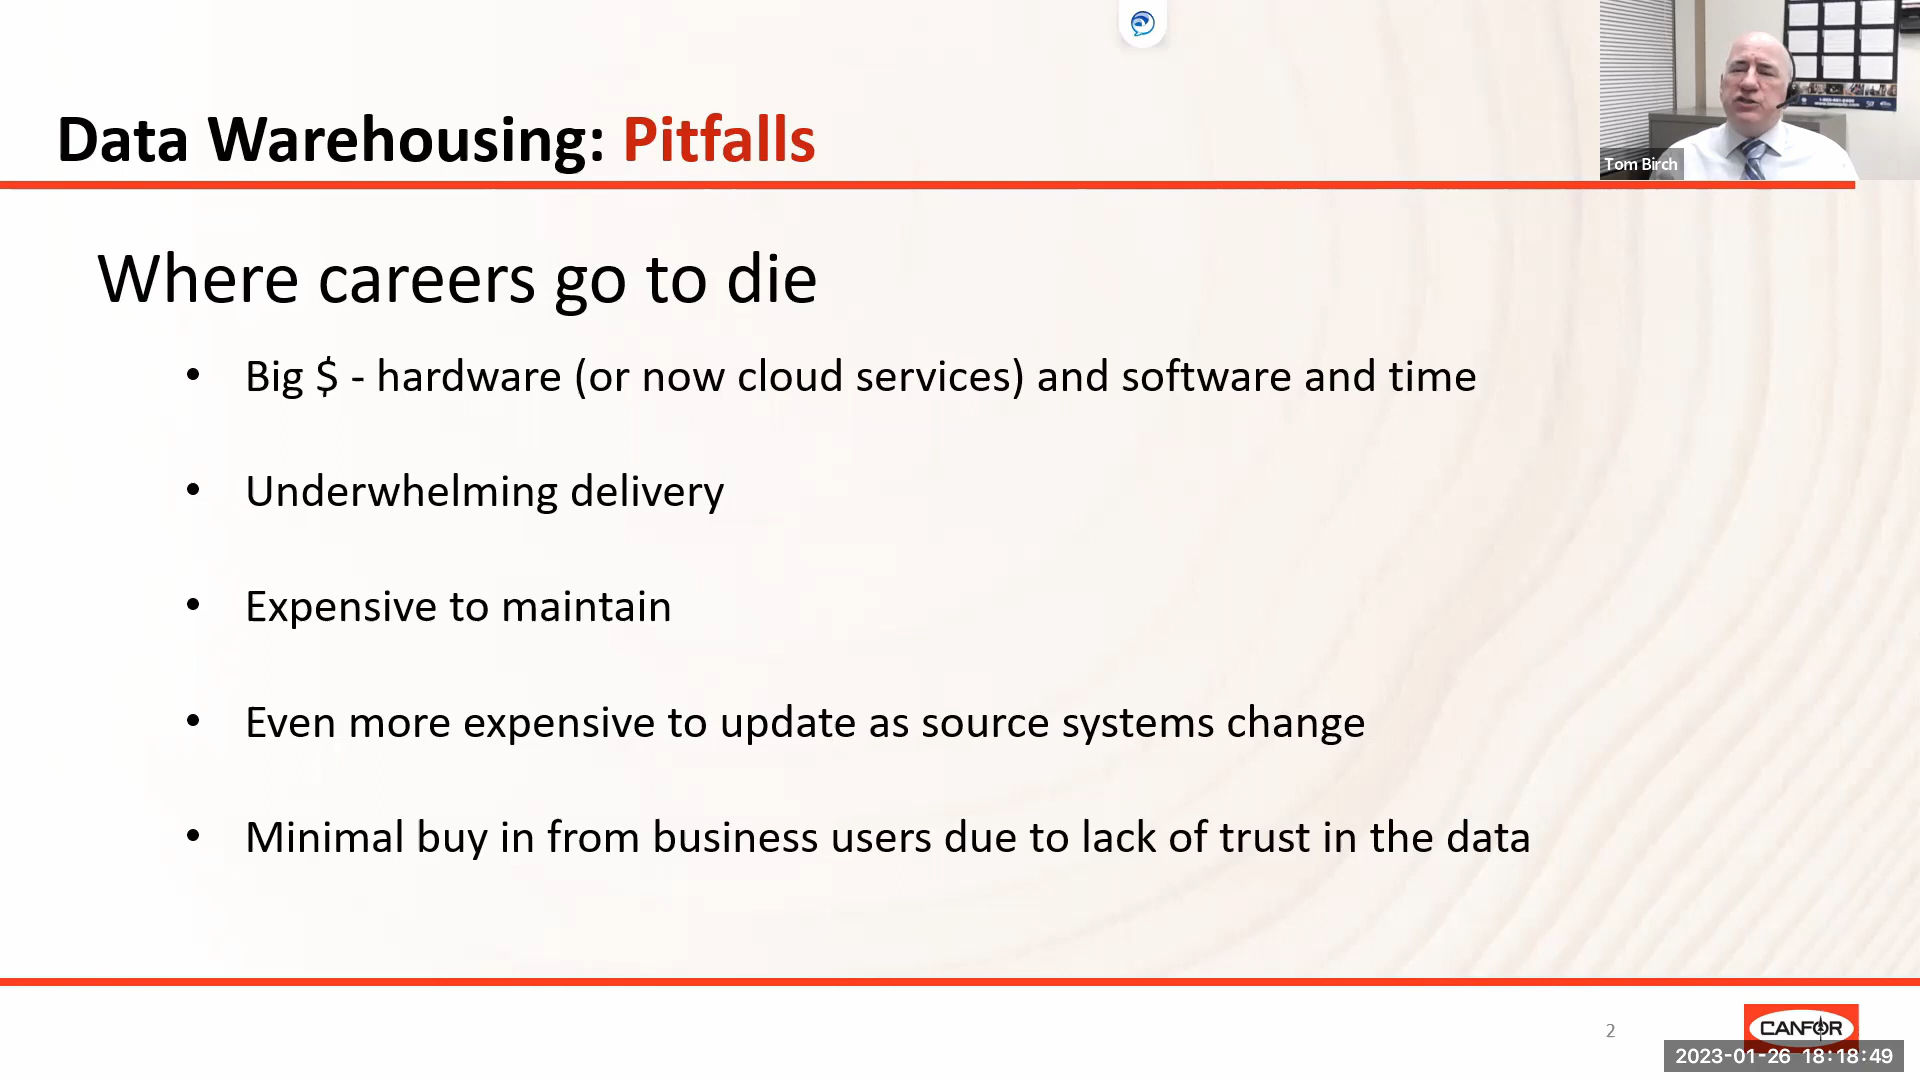 Data Warehousing: Pitfalls
Tom Birch
Where careers go to die
• Big $ - hardware (or now cloud services) and software and time
• Underwhelming delivery
• Expensive to maintain
• Even more expensive to update as source systems change
• Minimal buy in from business users due to lack of trust in the data
2
CANFOR
2023-01-26 18:18:49